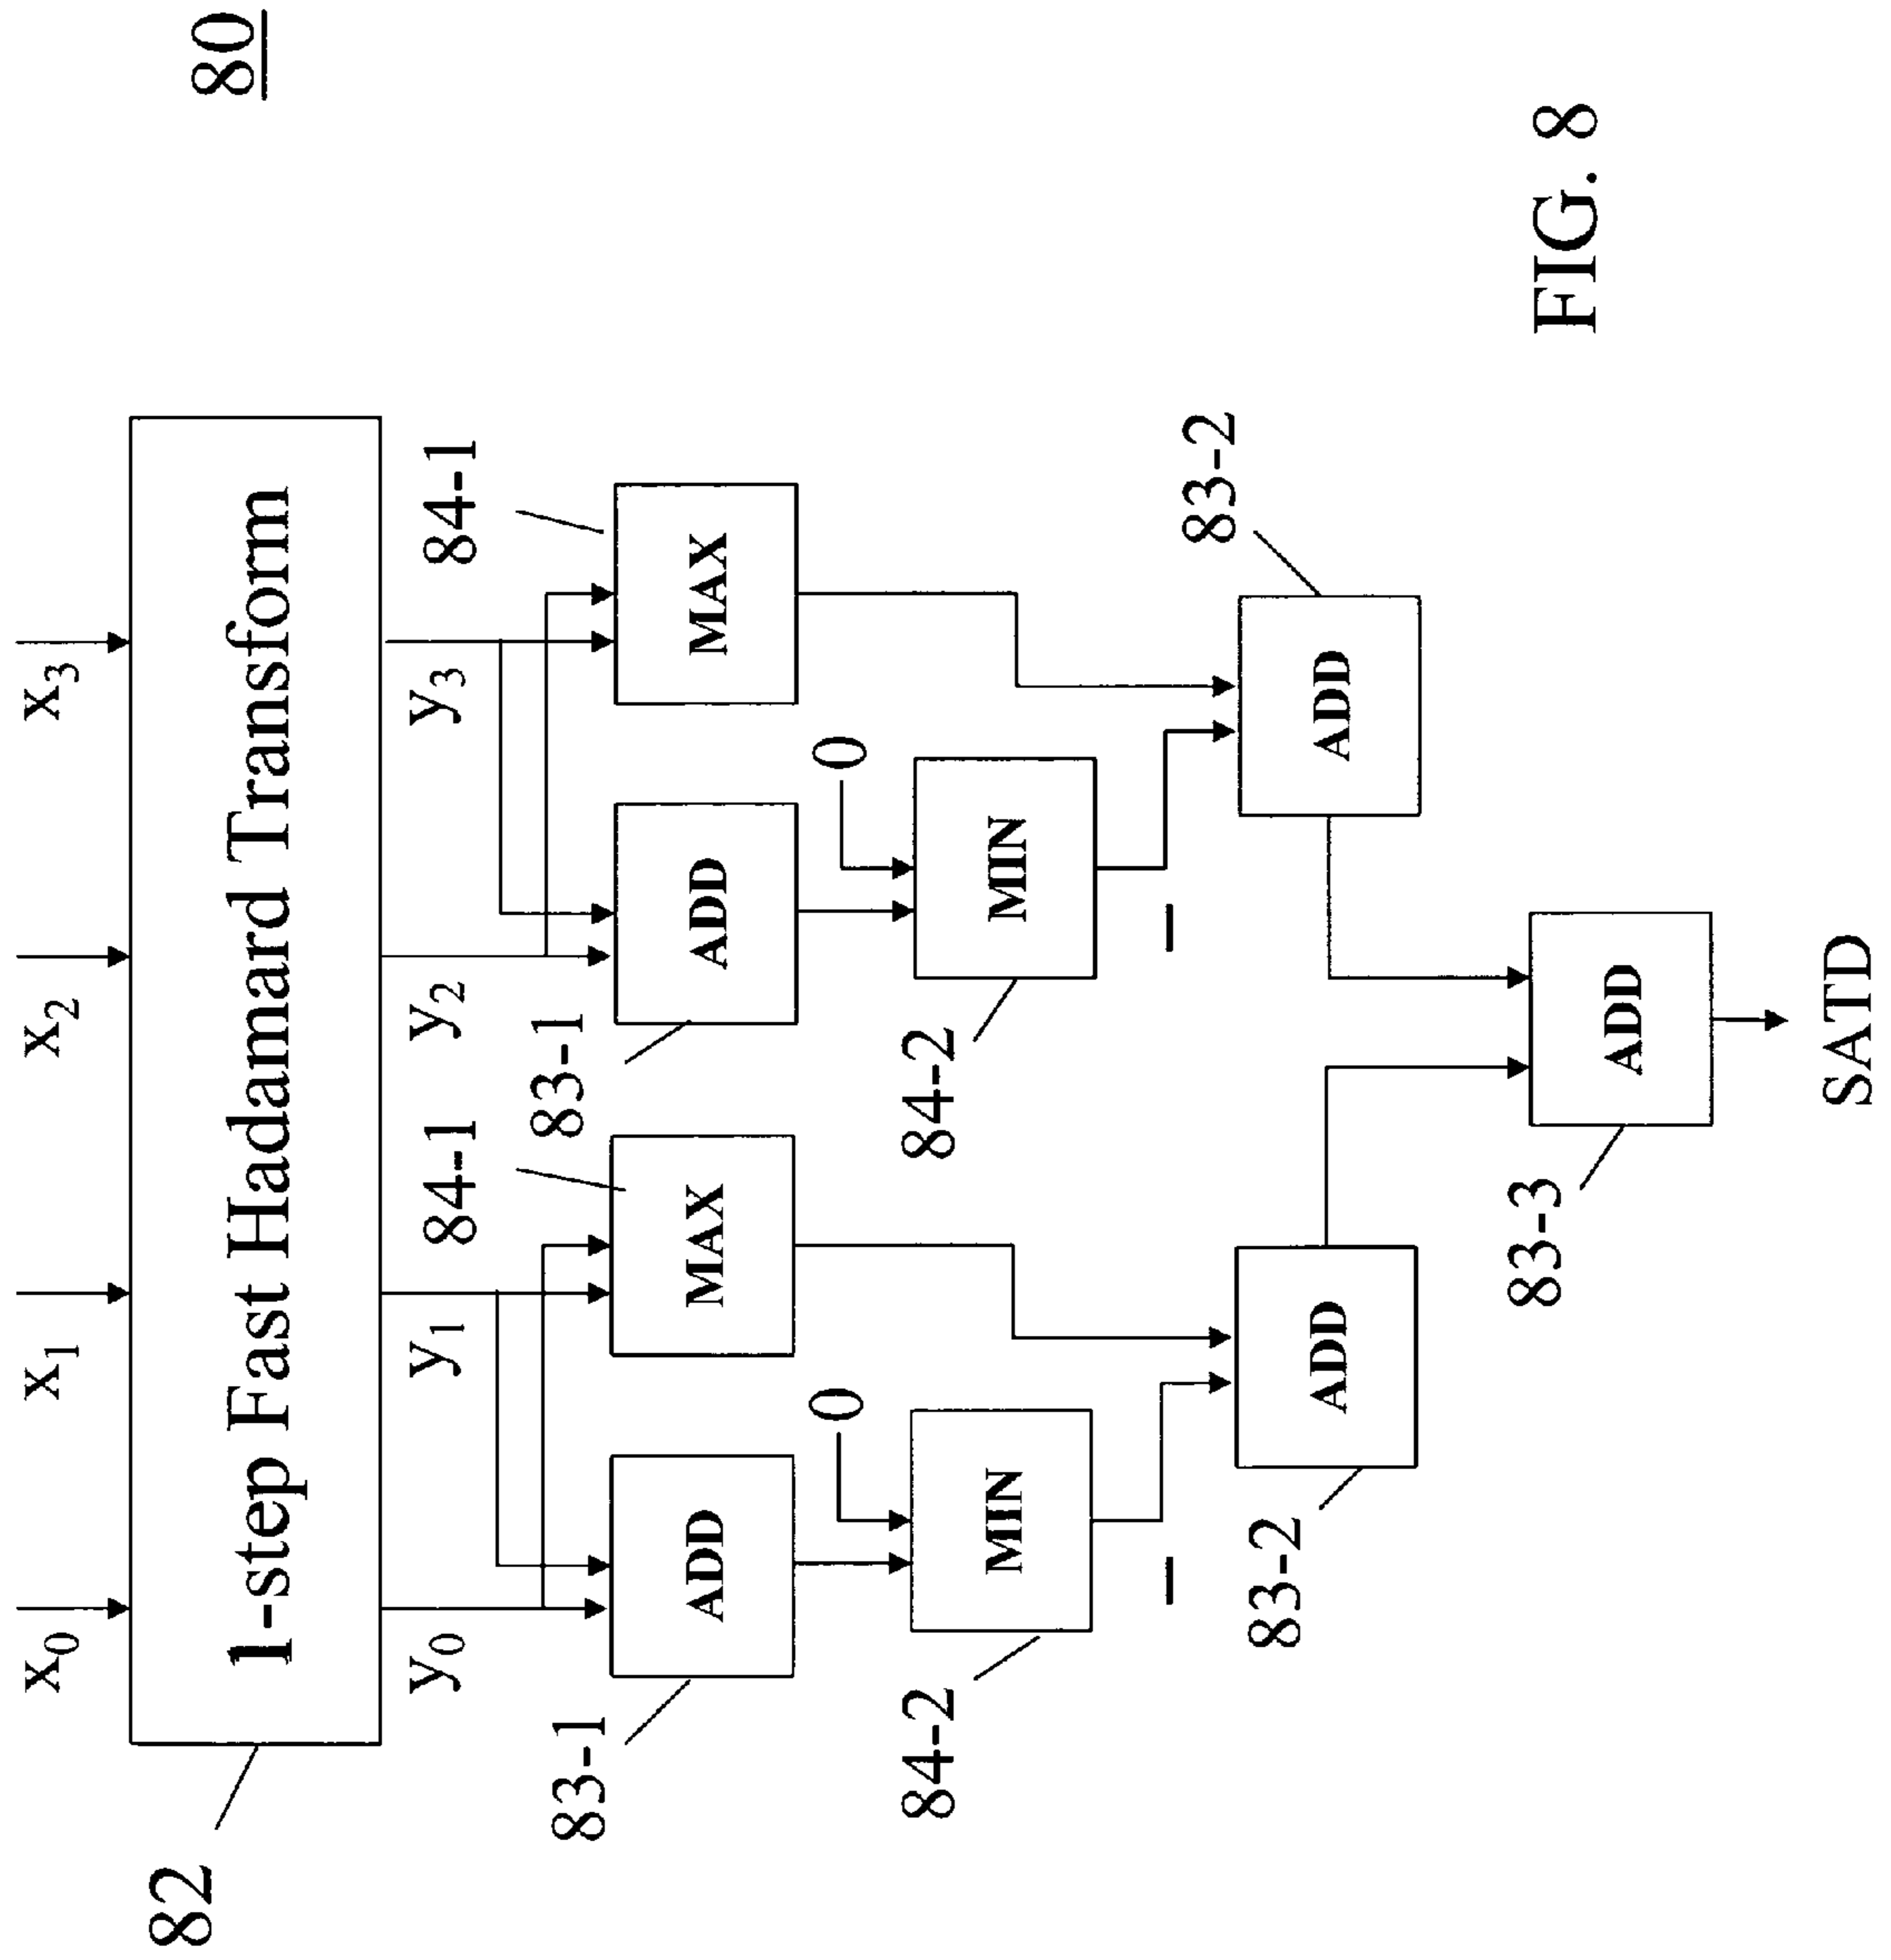 80
x0 x1 x2 x3
82
1-step Fast Hadamard Transform
y0 y1 y2 y3
84-1 84-1
83-1 83-1
ADD MAX ADD MAX
0 0
84-2 84-2
MIN MIN
– –
83-2 83-2
ADD ADD
83-3
ADD
SATD
FIG. 8